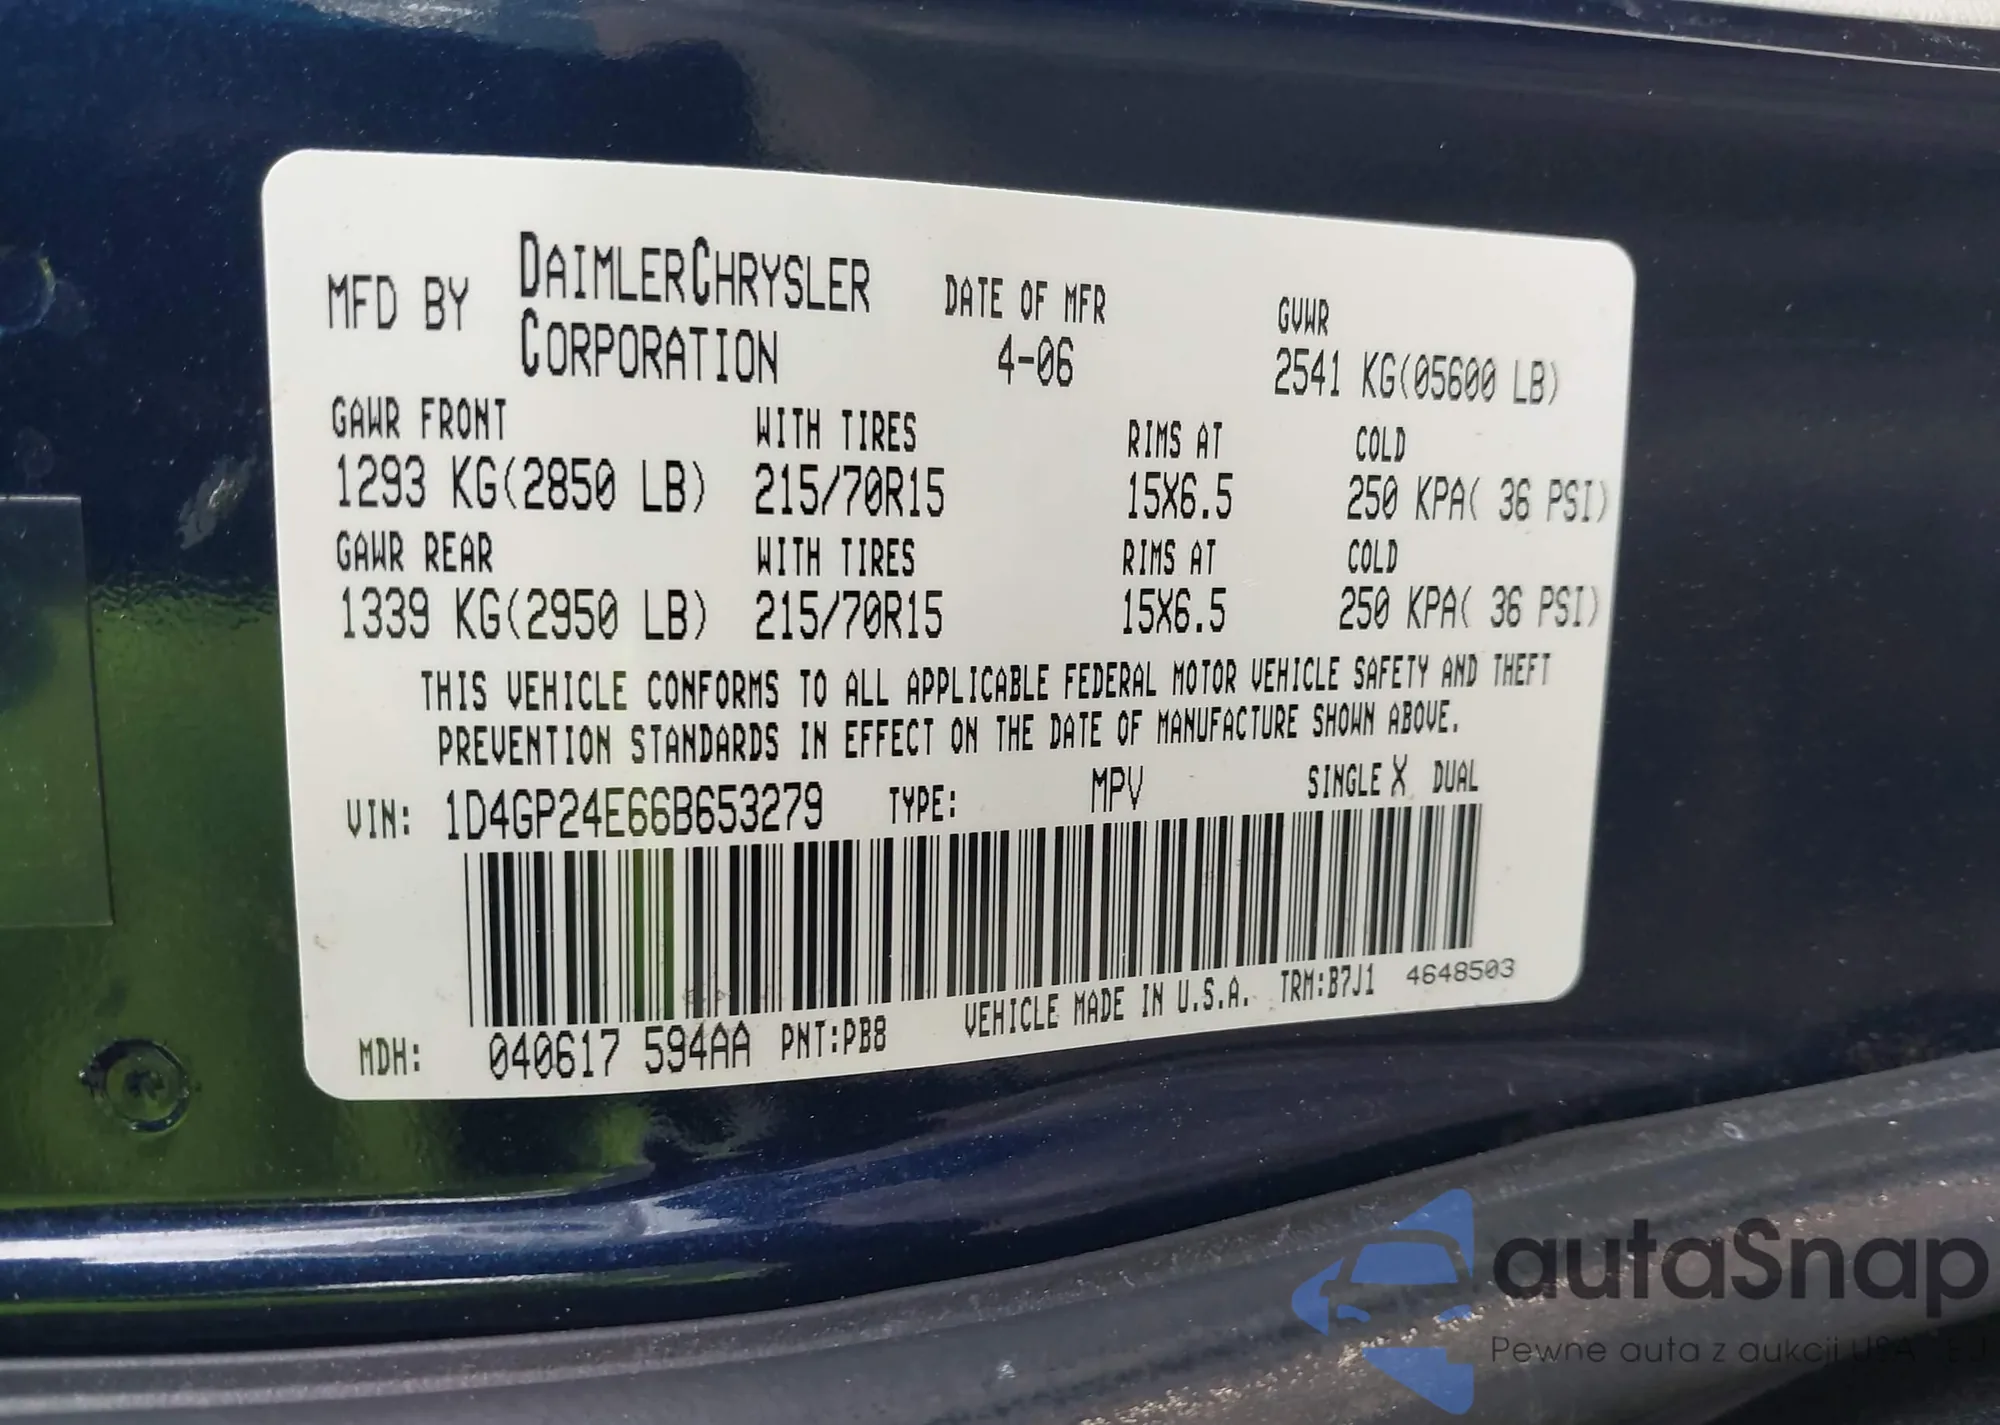 MFD BY DAIMLERCHRYSLER CORPORATION DATE OF MFR 4-06 GVWR 2541 KG(05600 LB)
GAWR FRONT WITH TIRES RIMS AT COLD
1293 KG(2850 LB) 215/70R15 15X6.5 250 KPA( 36 PSI)
GAWR REAR WITH TIRES RIMS AT COLD
1339 KG(2950 LB) 215/70R15 15X6.5 250 KPA( 36 PSI)
THIS VEHICLE CONFORMS TO ALL APPLICABLE FEDERAL MOTOR VEHICLE SAFETY AND THEFT
PREVENTION STANDARDS IN EFFECT ON THE DATE OF MANUFACTURE SHOWN ABOVE.
VIN: 1D4GP24E66B653279 TYPE: MPV SINGLE X DUAL
MDH: 040617 594AA PNT:PB8 VEHICLE MADE IN U.S.A. TRM:B7J1 4648503
autaSnap
Pewne auta z aukcji USA